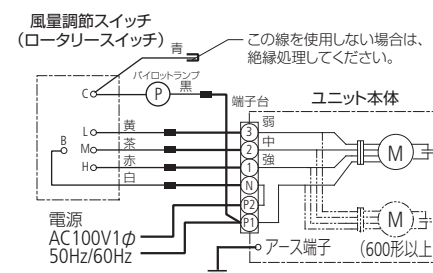 風量調節スイッチ
（ロータリースイッチ）
青
この線を使用しない場合は、
絶縁処理してください。
パイロットランプ
C
P
黒
端子台
ユニット本体
B
L
黄
3
弱
M
茶
2
中
H
赤
1
強
白
N
M
P2
P1
M
電源
AC100V1φ
50Hz/60Hz
アース端子
（600形以上